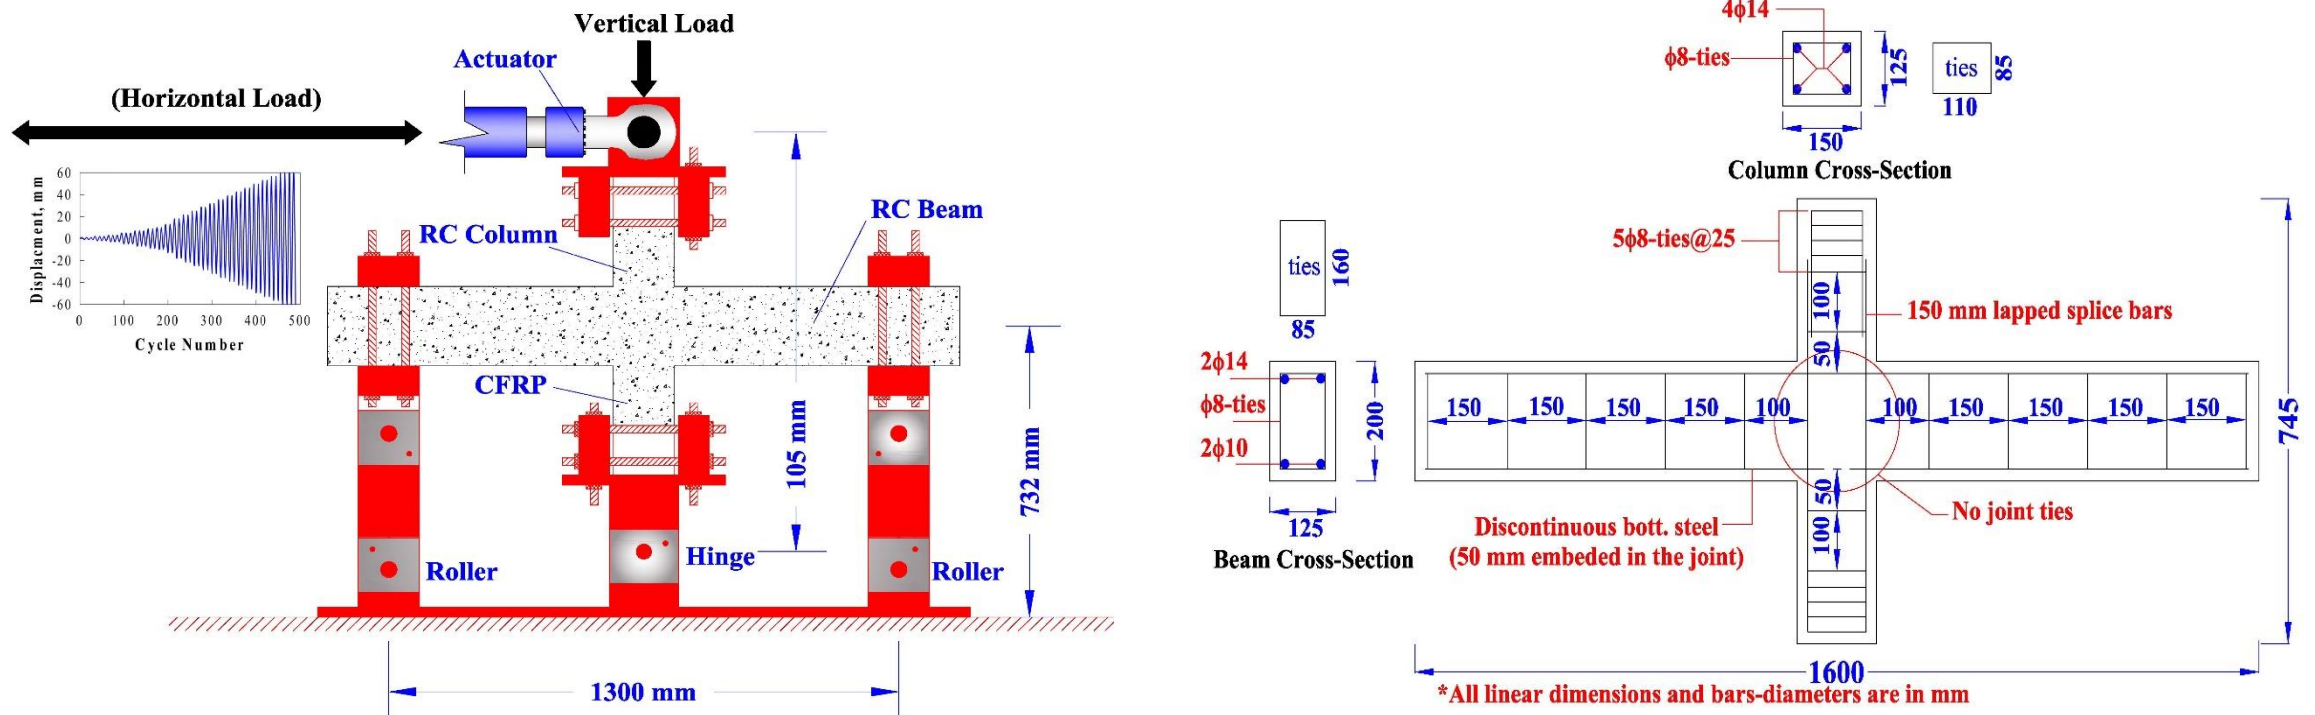 Vertical Load
Actuator
(Horizontal Load)
60
40
20
0
-20
-40
-60
Displacement, mm
0 100 200 300 400 500
Cycle Number
RC Column
RC Beam
CFRP
105 mm
732 mm
Roller
Hinge
Roller
1300 mm
4ϕ14
ϕ8-ties
125
150
ties
85
110
Column Cross-Section
5ϕ8-ties@25
100
150 mm lapped splice bars
50
ties
160
85
2ϕ14
ϕ8-ties
2ϕ10
200
125
Beam Cross-Section
150 150 150 150 100 100 150 150 150 150
745
50
100
No joint ties
Discontinuous bott. steel
(50 mm embeded in the joint)
1600
*All linear dimensions and bars-diameters are in mm